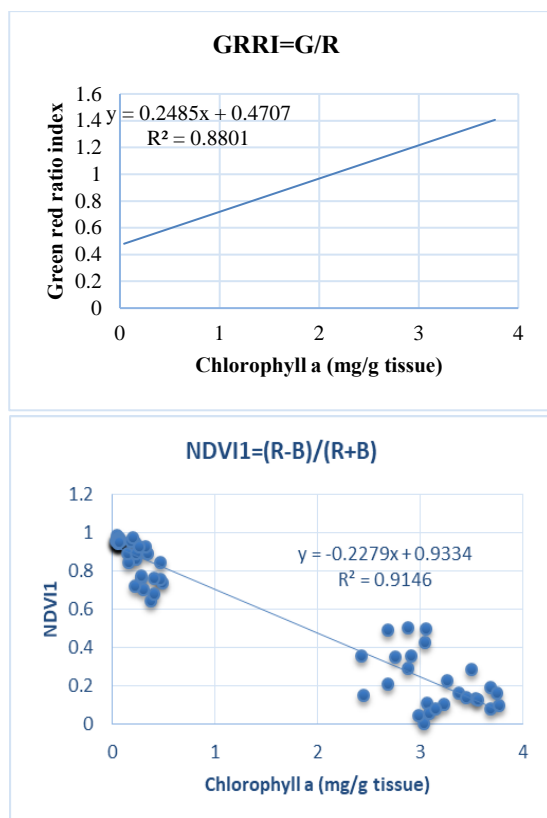 GRRI=G/R
1.6
1.4
1.2
1
0.8
0.6
0.4
0.2
0
y = 0.2485x + 0.4707
R² = 0.8801
Green red ratio index
0 1 2 3 4
Chlorophyll a (mg/g tissue)
NDVI1=(R-B)/(R+B)
1.2
1
0.8
0.6
0.4
0.2
0
y = -0.2279x + 0.9334
R² = 0.9146
NDVI1
0 1 2 3 4
Chlorophyll a (mg/g tissue)